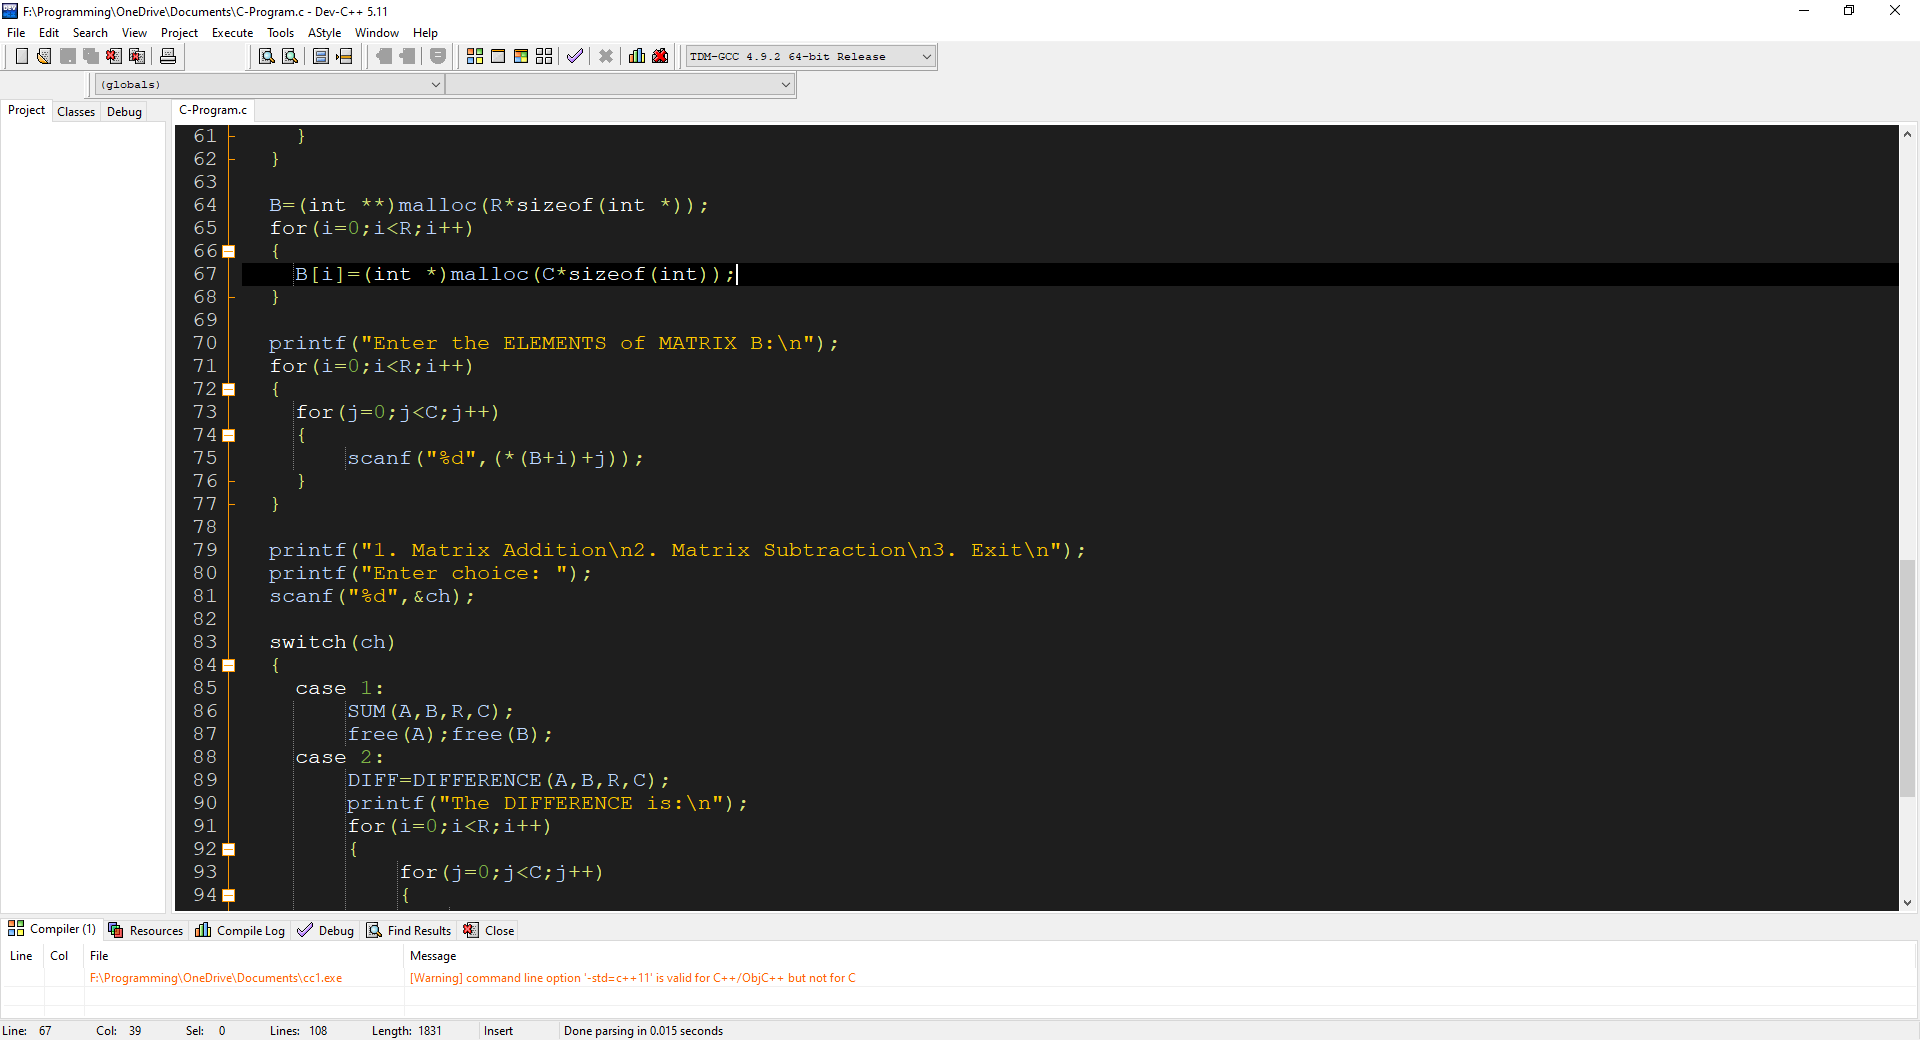 F:\Programming\OneDrive\Documents\C-Program.c - Dev-C++ 5.11
File Edit Search View Project Execute Tools AStyle Window Help
TDM-GCC 4.9.2 64-bit Release
(globals)
Project Classes Debug
C-Program.c
61 }
62 }
63
64 B=(int **)malloc(R*sizeof(int *));
65 for(i=0;i<R;i++)
66 {
67 B[i]=(int *)malloc(C*sizeof(int));
68 }
69
70 printf("Enter the ELEMENTS of MATRIX B:\n");
71 for(i=0;i<R;i++)
72 {
73 for(j=0;j<C;j++)
74 {
75 scanf("%d",(*(B+i)+j));
76 }
77 }
78
79 printf("1. Matrix Addition\n2. Matrix Subtraction\n3. Exit\n");
80 printf("Enter choice: ");
81 scanf("%d",&ch);
82
83 switch(ch)
84 {
85 case 1:
86 SUM(A,B,R,C);
87 free(A);free(B);
88 case 2:
89 DIFF=DIFFERENCE(A,B,R,C);
90 printf("The DIFFERENCE is:\n");
91 for(i=0;i<R;i++)
92 {
93 for(j=0;j<C;j++)
94 {
Compiler (1) Resources Compile Log Debug Find Results Close
Line Col File Message
F:\Programming\OneDrive\Documents\cc1.exe [Warning] command line option '-std=c++11' is valid for C++/ObjC++ but not for C
Line: 67 Col: 39 Sel: 0 Lines: 108 Length: 1831 Insert Done parsing in 0.015 seconds